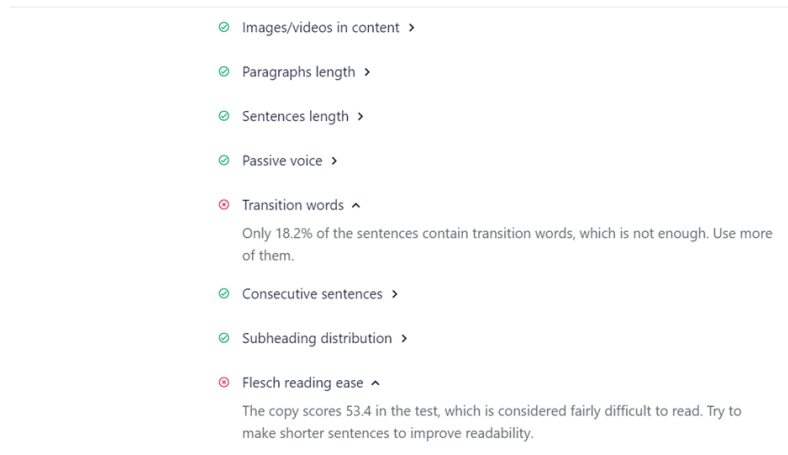 Images/videos in content
Paragraphs length
Sentences length
Passive voice
Transition words
Only 18.2% of the sentences contain transition words, which is not enough. Use more
of them.
Consecutive sentences
Subheading distribution
Flesch reading ease
The copy scores 53.4 in the test, which is considered fairly difficult to read. Try to
make shorter sentences to improve readability.